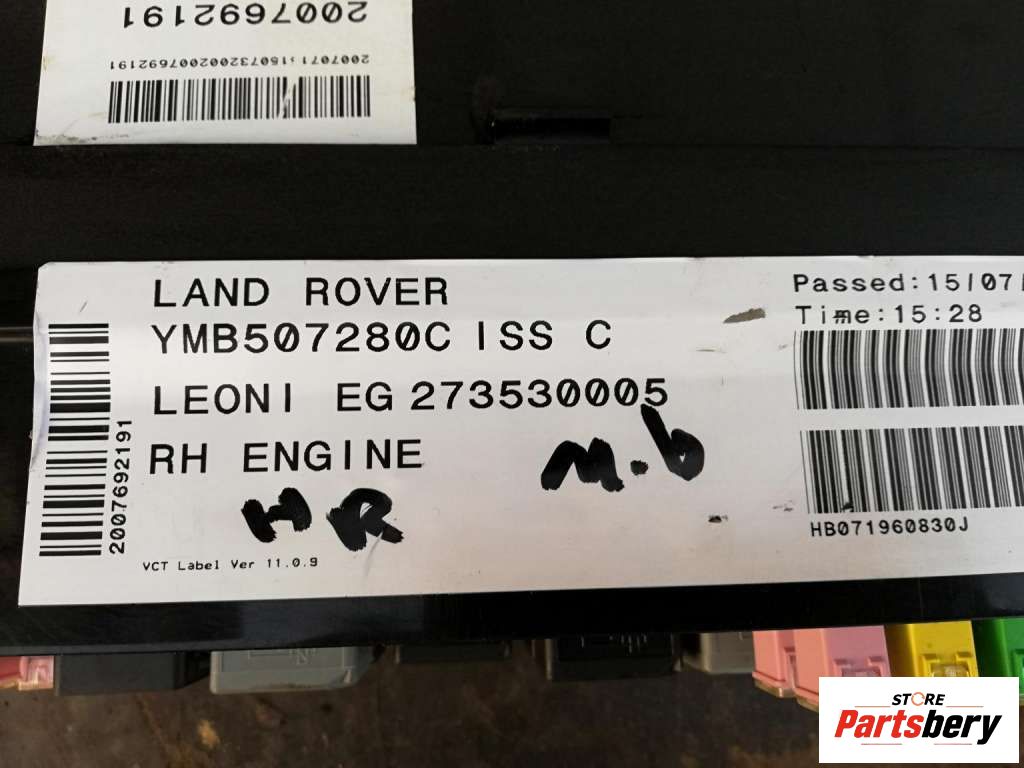 2007692191
LAND ROVER
YMB507280C ISS C
LEONI EG 273530005
RH ENGINE
M.b
HR
VCT Label Ver 11.0.9
2007692191
Passed:15/07/
Time:15:28
HB071960830J
STORE
Partsbery